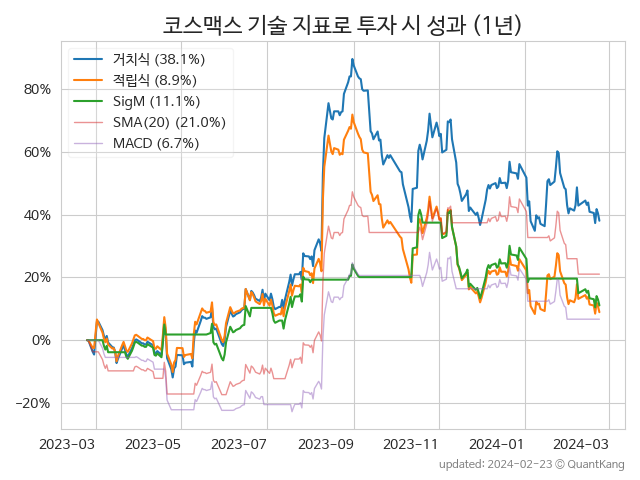 코스맥스 기술 지표로 투자 시 성과 (1년)
거치식 (38.1%)
적립식 (8.9%)
SigM (11.1%)
SMA(20) (21.0%)
MACD (6.7%)
80%
60%
40%
20%
0%
−20%
2023-03 2023-05 2023-07 2023-09 2023-11 2024-01 2024-03
updated: 2024-02-23 ⓒ QuantKang